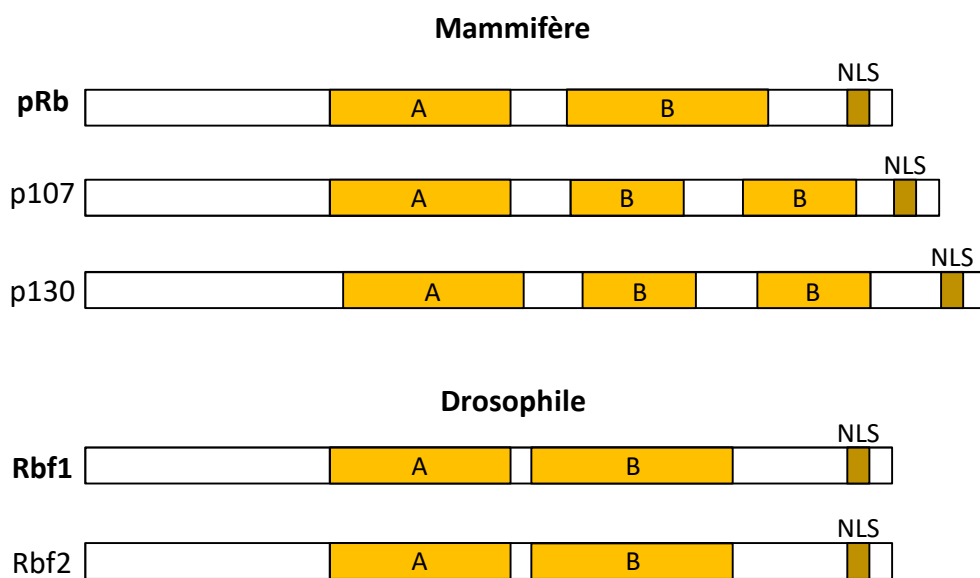 Mammifère
NLS
pRb A B
NLS
p107 A B B
NLS
p130 A B B
Drosophile
NLS
Rbf1 A B
NLS
Rbf2 A B